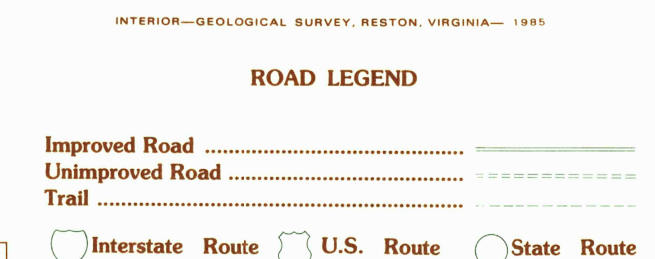 INTERIOR—GEOLOGICAL SURVEY, RESTON, VIRGINIA— 1985
ROAD LEGEND
Improved Road
Unimproved Road
Trail
Interstate Route U.S. Route State Route